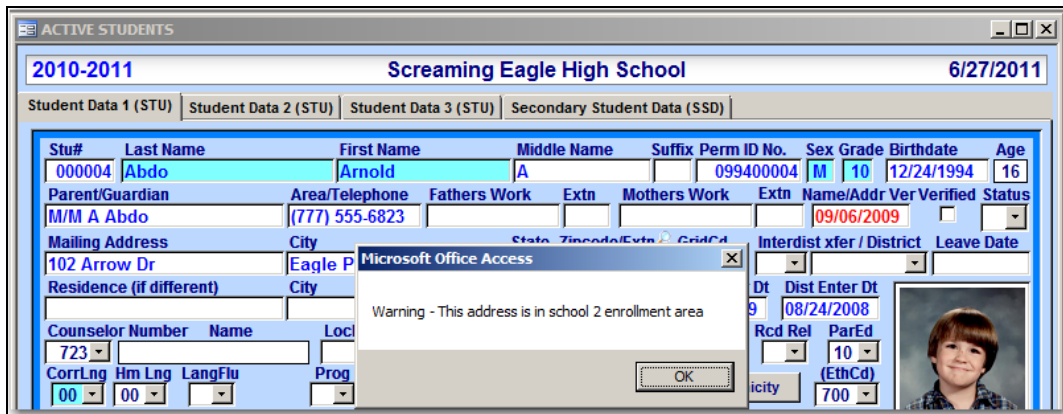 ACTIVE STUDENTS
2010-2011 Screaming Eagle High School 6/27/2011
Student Data 1 (STU) Student Data 2 (STU) Student Data 3 (STU) Secondary Student Data (SSD)
Stu# Last Name First Name Middle Name Suffix Perm ID No. Sex Grade Birthdate Age
000004 Abdo Arnold A 099400004 M 10 12/24/1994 16
Parent/Guardian Area/Telephone Fathers Work Extn Mothers Work Extn Name/Addr Ver Verified Status
M/M A Abdo (777) 555-6823 09/06/2009
Mailing Address City State Zipcode/Extn GridCd Interdist xfer / District Leave Date
102 Arrow Dr Eagle P
Microsoft Office Access
Residence (if different) City Dt Dist Enter Dt
Warning - This address is in school 2 enrollment area
9 08/24/2008
Counselor Number Name Loc Rcd Rel ParEd
723 10
CorrLng Hm Lng LangFlu Prog OK icity (EthCd)
00 00 700